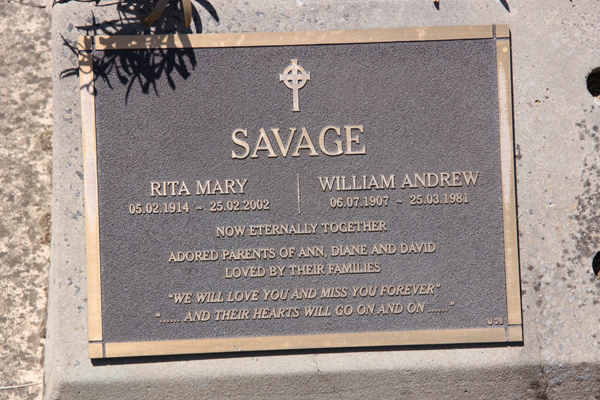 SAVAGE
RITA MARY
05.02.1914 - 25.02.2002
WILLIAM ANDREW
06.07.1907 - 25.03.1981
NOW ETERNALLY TOGETHER
ADORED PARENTS OF ANN, DIANE AND DAVID
LOVED BY THEIR FAMILIES
"WE WILL LOVE YOU AND MISS YOU FOREVER"
"...... AND THEIR HEARTS WILL GO ON AND ON ......"